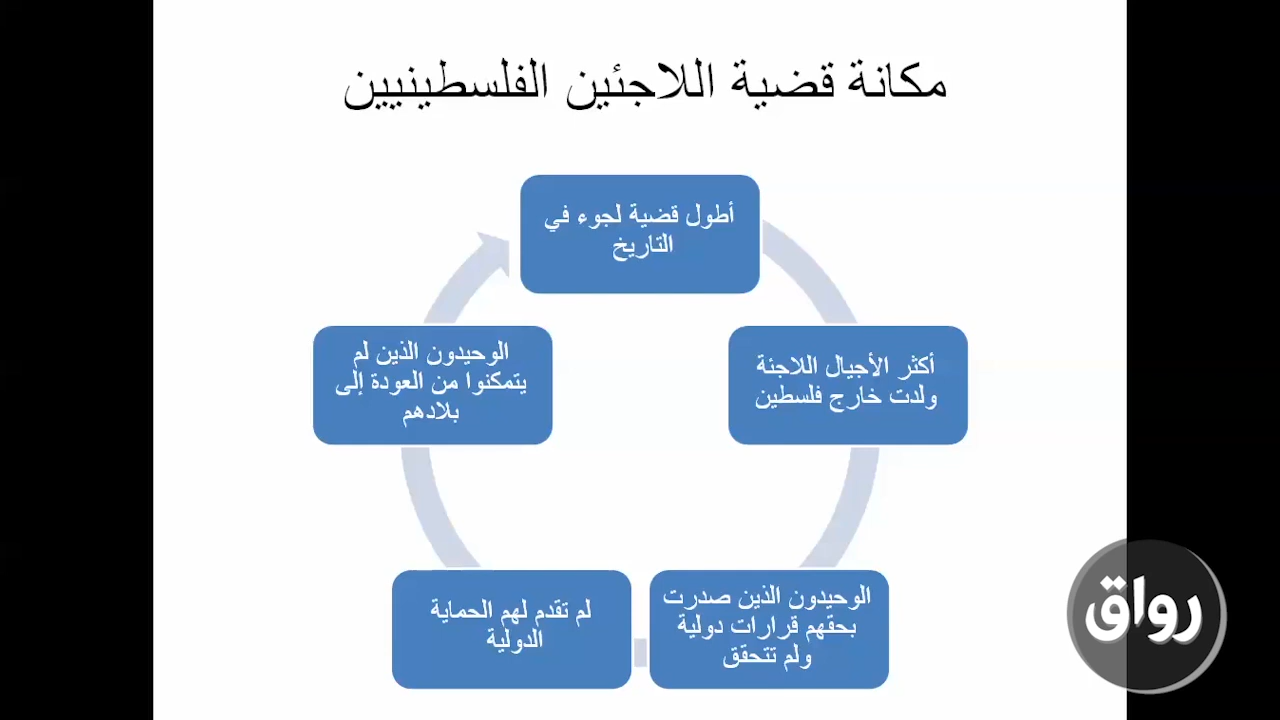 مكانة قضية اللاجئين الفلسطينيين
أطول قضية لجوء في
التاريخ
أكثر الأجيال اللاجئة
ولدت خارج فلسطين
الوحيدون الذين صدرت
بحقهم قرارات دولية
ولم تتحقق
لم تقدم لهم الحماية
الدولية
الوحيدون الذين لم
يتمكنوا من العودة إلى
بلادهم
رواق